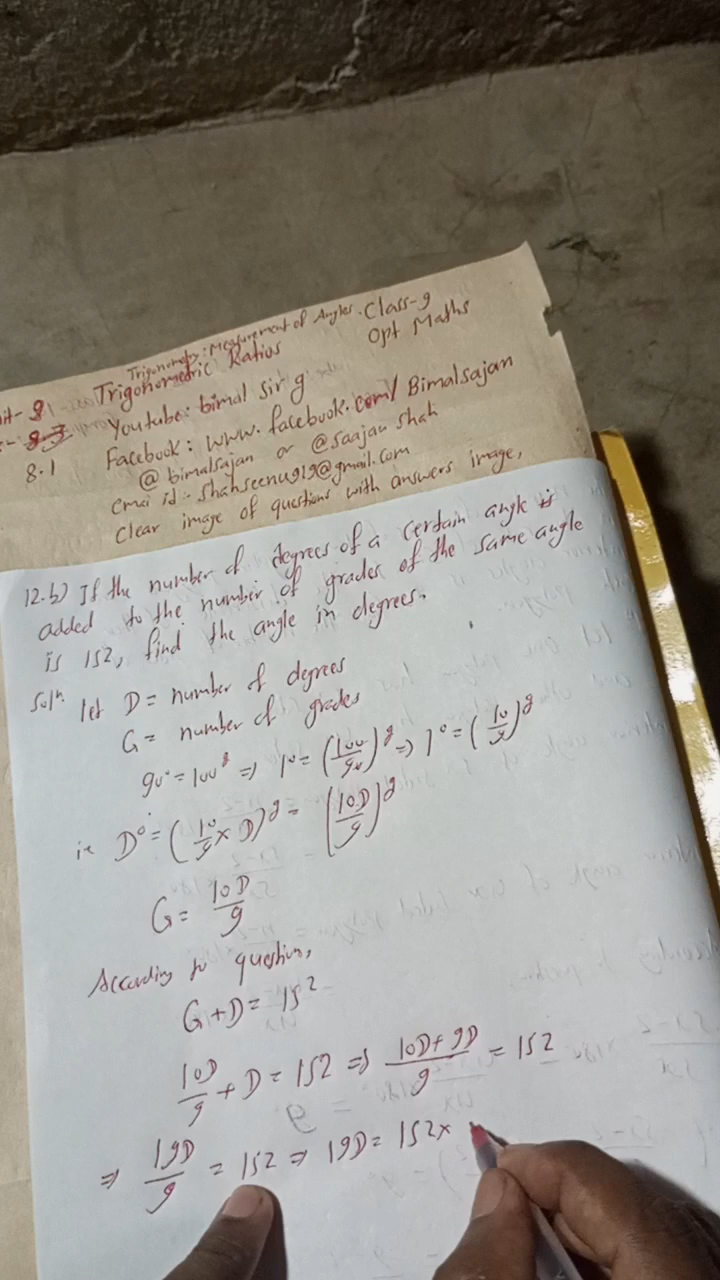 Trigonometry: Measurement of Angles. Class-9
Trigonometric Ratios Opt Maths
Youtube: bimal sir g
8.1 Facebook: www.facebook.com/Bimalsajan
@bimalsajan or @saajan shah
emai id:- shahseenu919@gmail.com
Clear image of questions with answers image,
12.b) If the number of degrees of a certain angle is
added to the number of grades of the same angle
is 152, find the angle in degrees.
Soln. let D = number of degrees
G = number of grades
90° = 100^g ⇒ 1° = (100/90)^g ⇒ 1° = (10/9)^g
ie D° = (10/9 × D)^g = (10D/9)^g
G = 10D/9
According to question,
G+D = 152
10D/9 + D = 152 ⇒ 10D+9D/9 = 152
⇒ 19D/9 = 152 ⇒ 19D = 152×